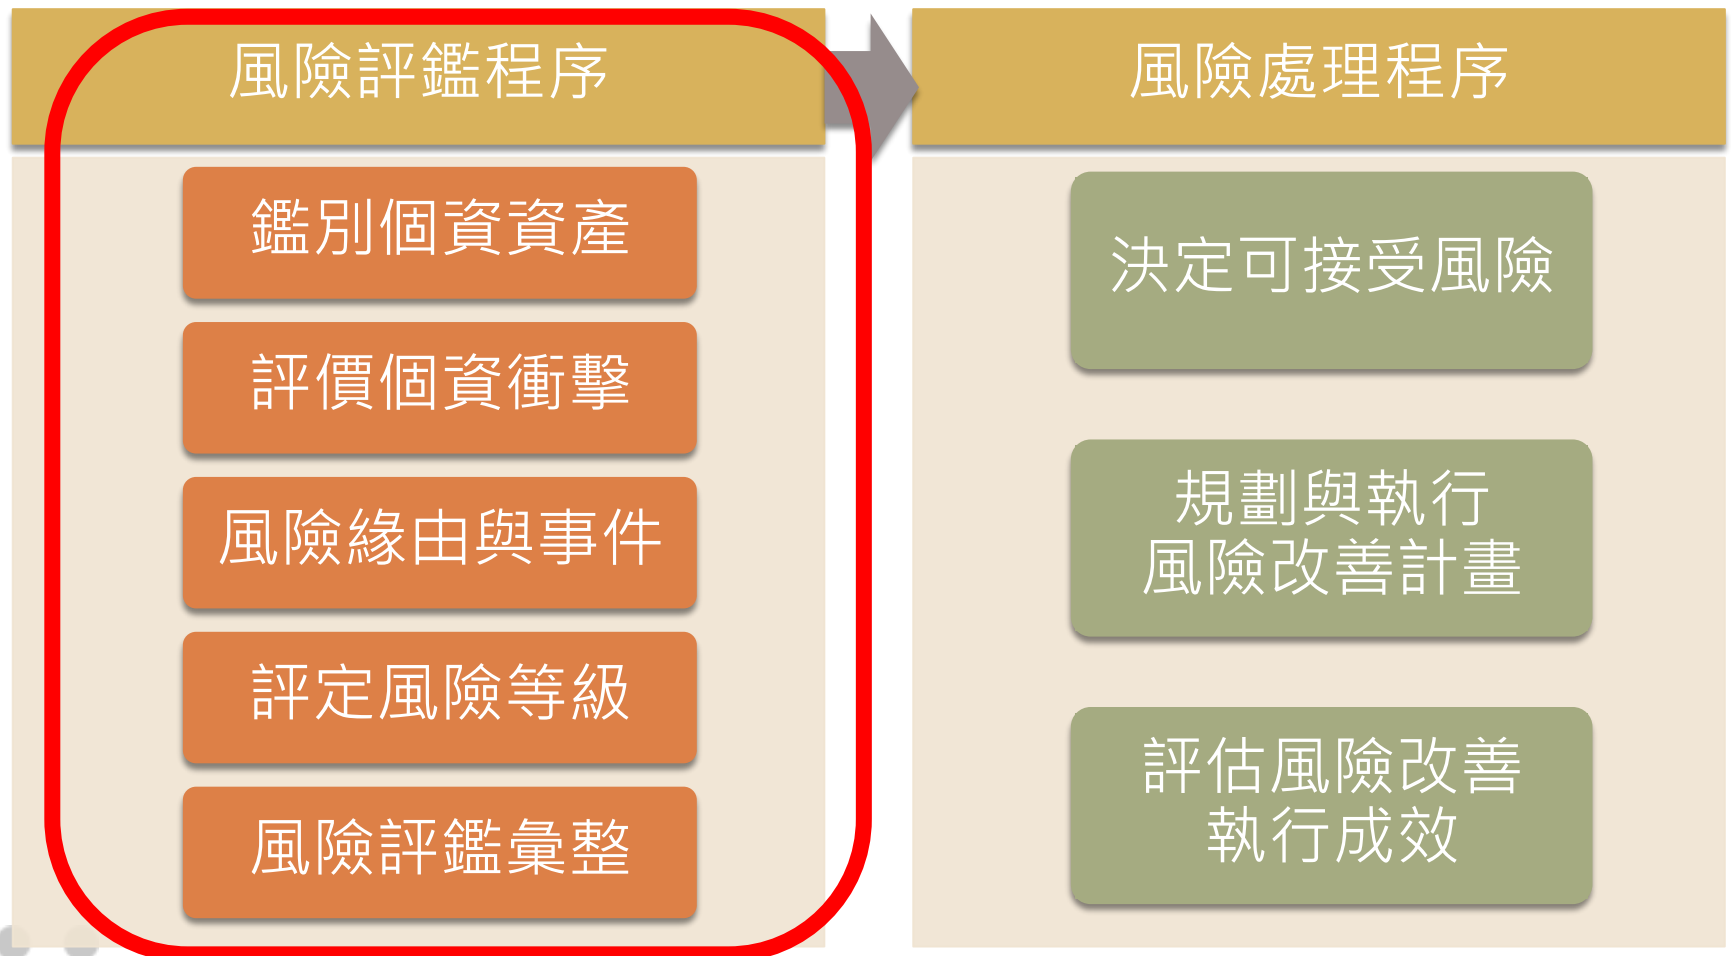 風險評鑑程序
鑑別個資資產
評價個資衝擊
風險緣由與事件
評定風險等級
風險評鑑彙整
風險處理程序
決定可接受風險
規劃與執行
風險改善計畫
評估風險改善
執行成效